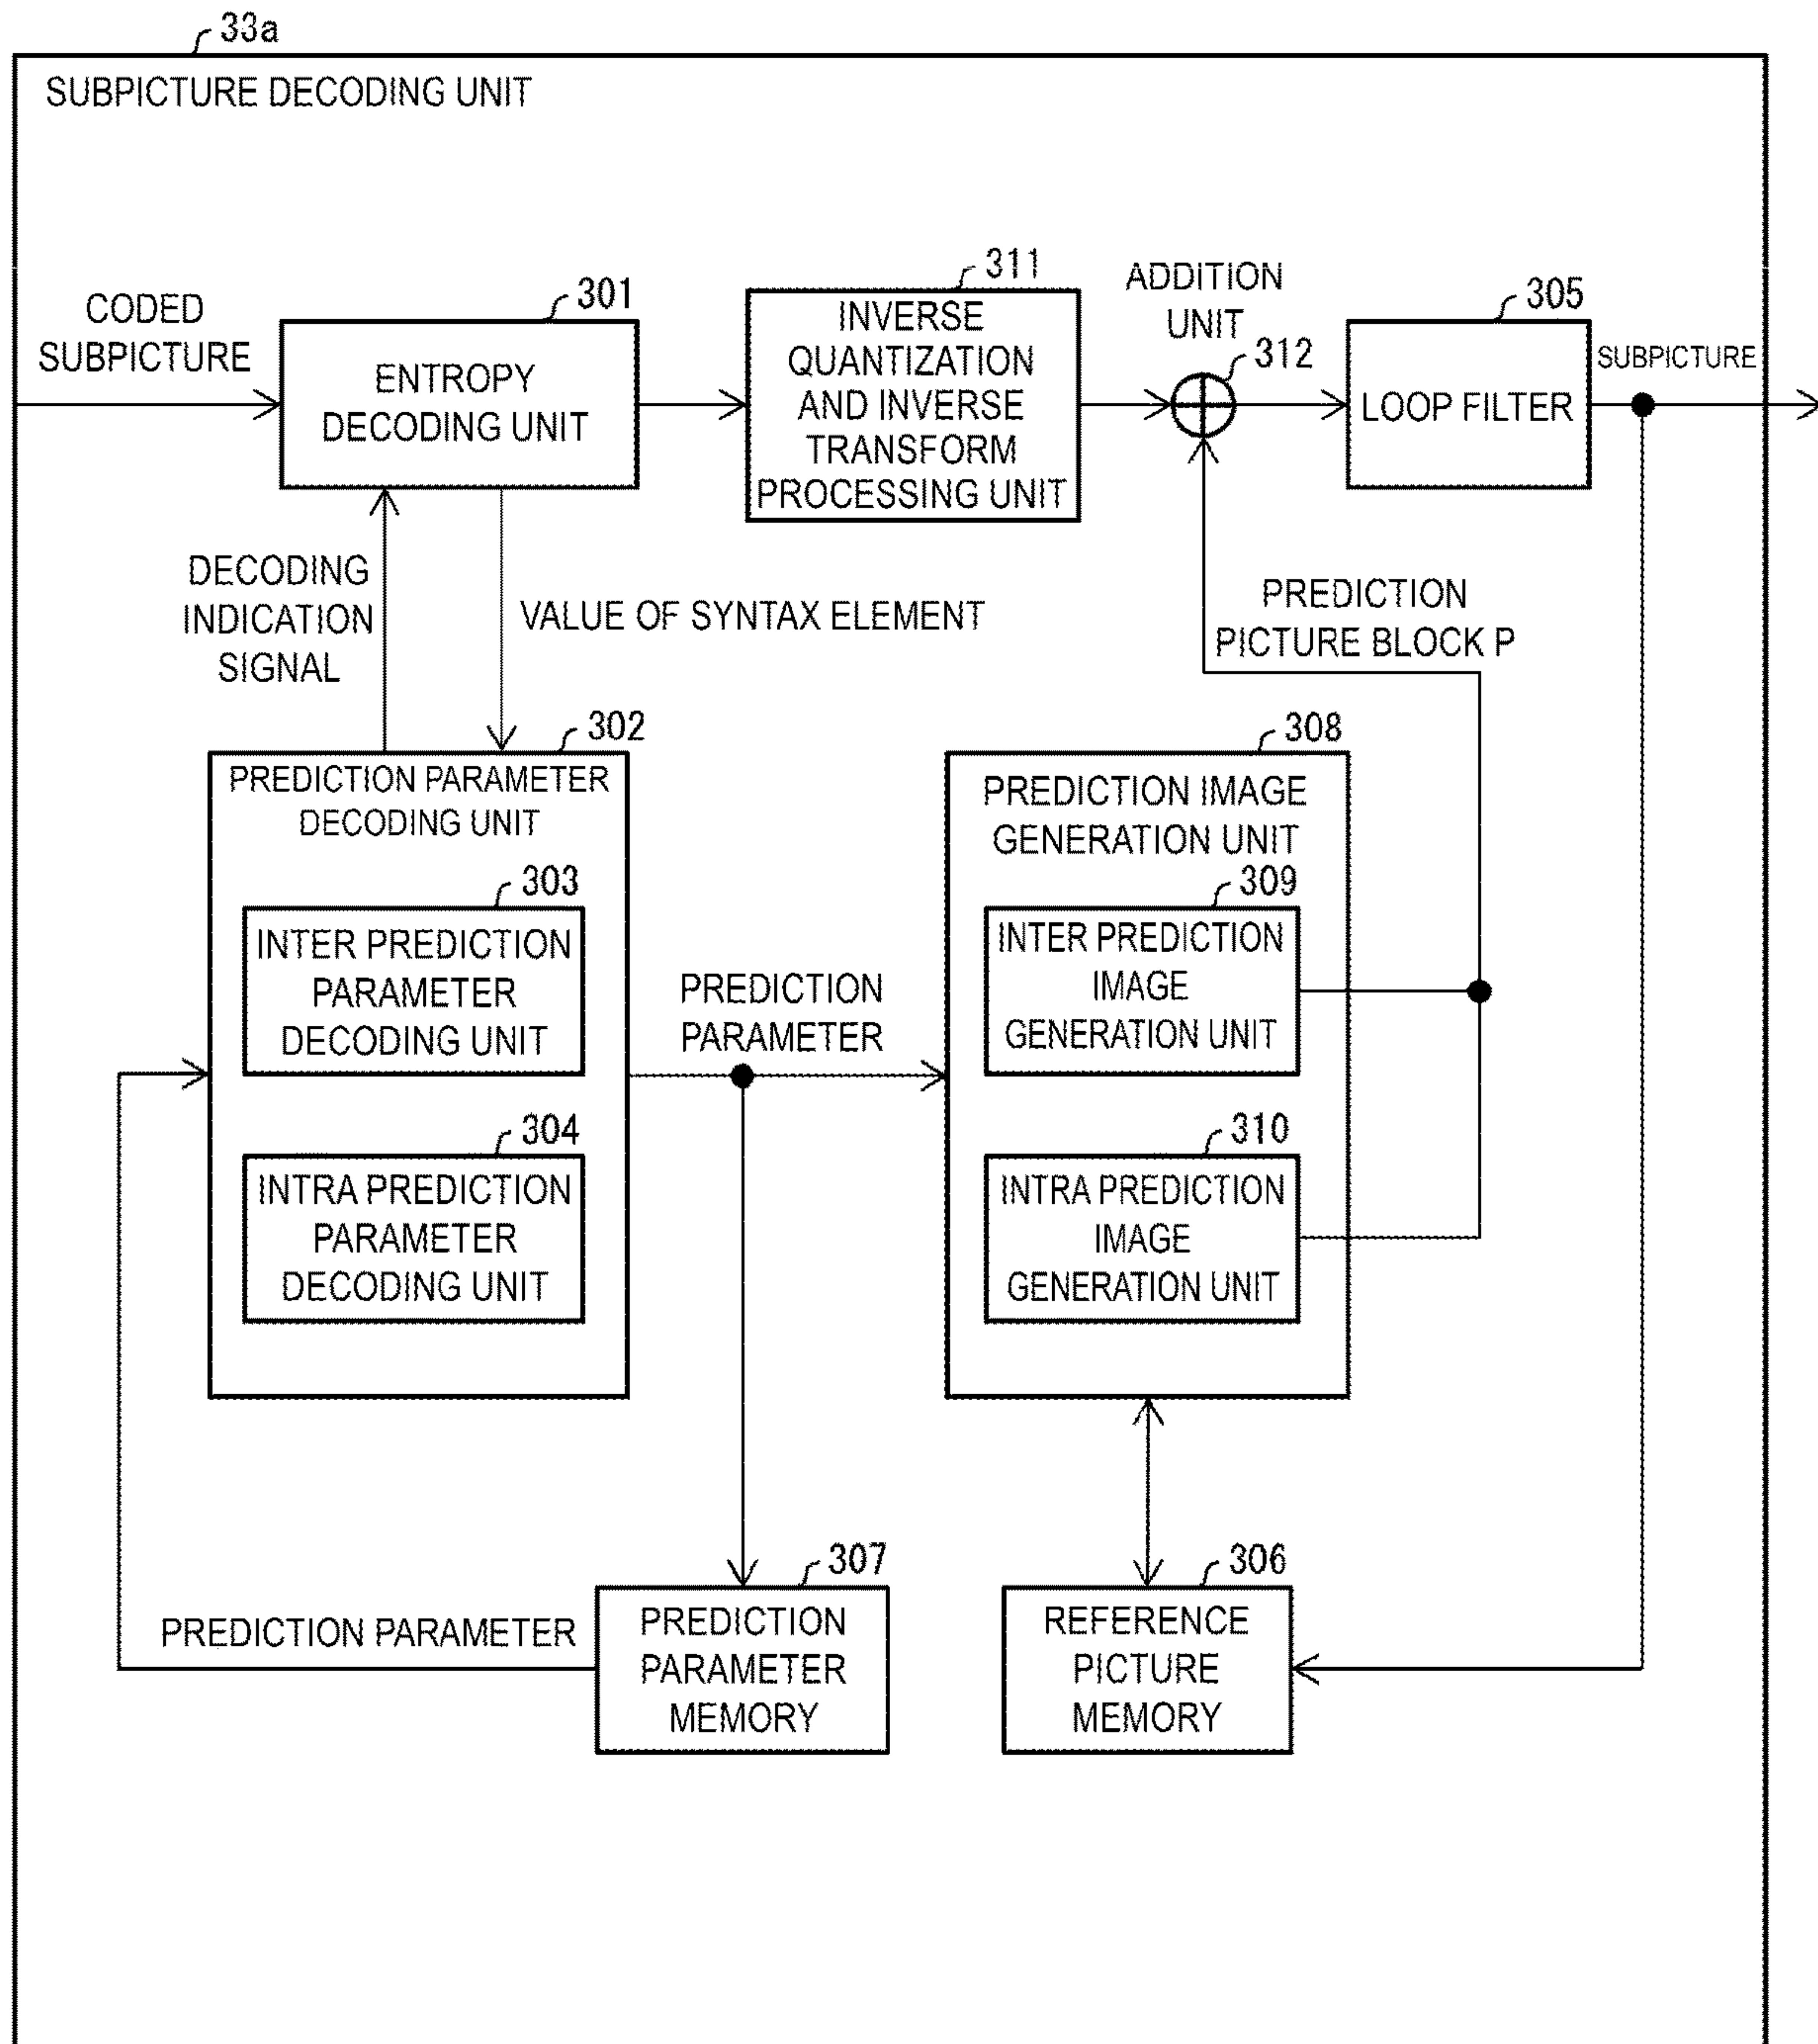 33a
SUBPICTURE DECODING UNIT
311
ADDITION
UNIT
312
CODED
SUBPICTURE
301
ENTROPY
DECODING UNIT
INVERSE
QUANTIZATION
AND INVERSE
TRANSFORM
PROCESSING UNIT
305
LOOP FILTER
SUBPICTURE
DECODING
INDICATION
SIGNAL
VALUE OF SYNTAX ELEMENT
PREDICTION
PICTURE BLOCK P
302
PREDICTION PARAMETER
DECODING UNIT
303
INTER PREDICTION
PARAMETER
DECODING UNIT
304
INTRA PREDICTION
PARAMETER
DECODING UNIT
PREDICTION
PARAMETER
308
PREDICTION IMAGE
GENERATION UNIT
309
INTER PREDICTION
IMAGE
GENERATION UNIT
310
INTRA PREDICTION
IMAGE
GENERATION UNIT
PREDICTION PARAMETER
307
PREDICTION
PARAMETER
MEMORY
306
REFERENCE
PICTURE
MEMORY